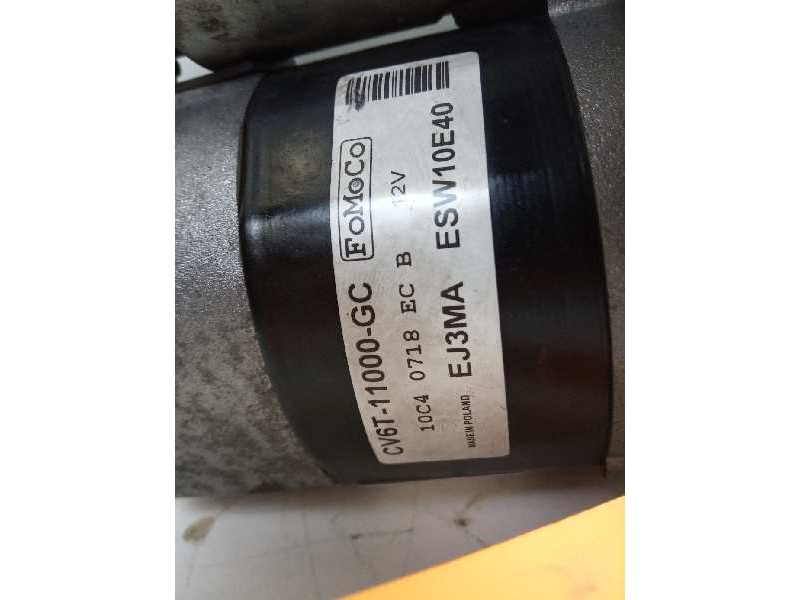 CV6T-11000-GC FoMoCo
10C4 0718 EC B 12V
EJ3MA ESW10E40
MADE IN POLAND